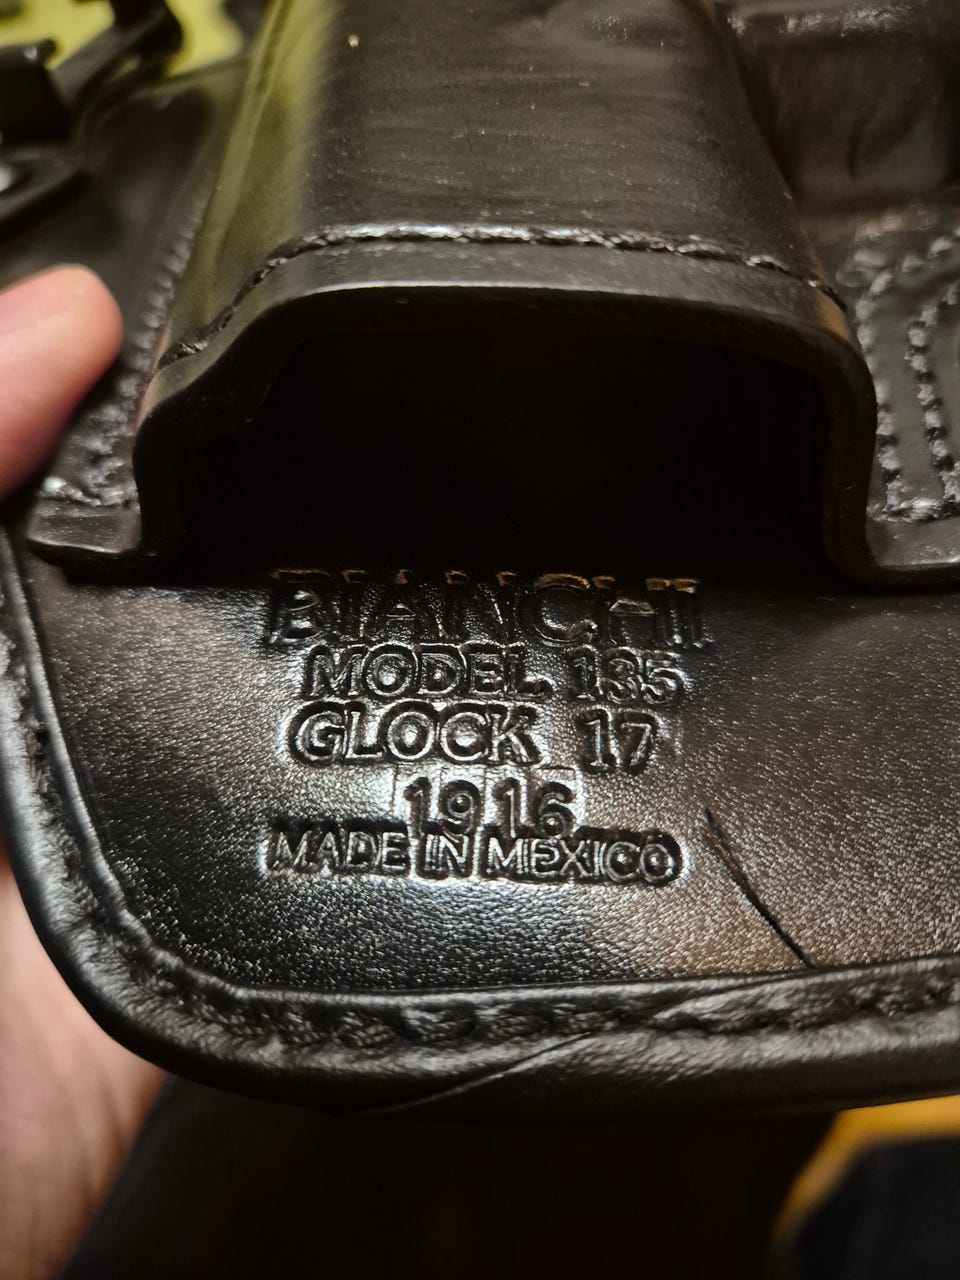 BIANCHI
MODEL 135
GLOCK 17
1916
MADE IN MEXICO